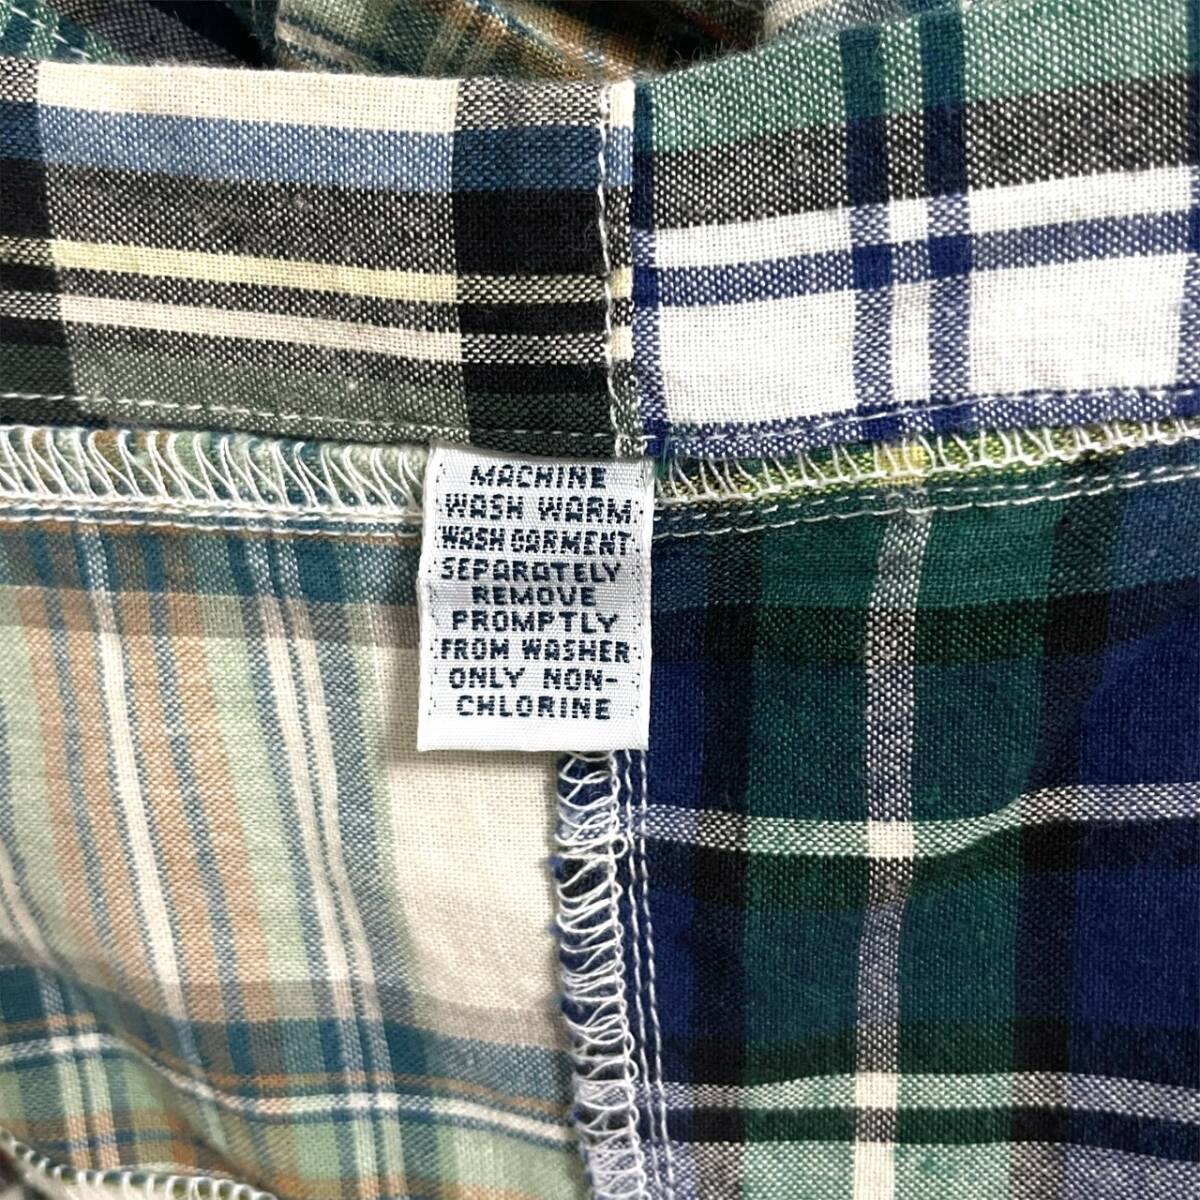 MACHINE
WASH WARM
WASH GARMENT
SEPARATELY
REMOVE
PROMPTLY
FROM WASHER
ONLY NON-
CHLORINE